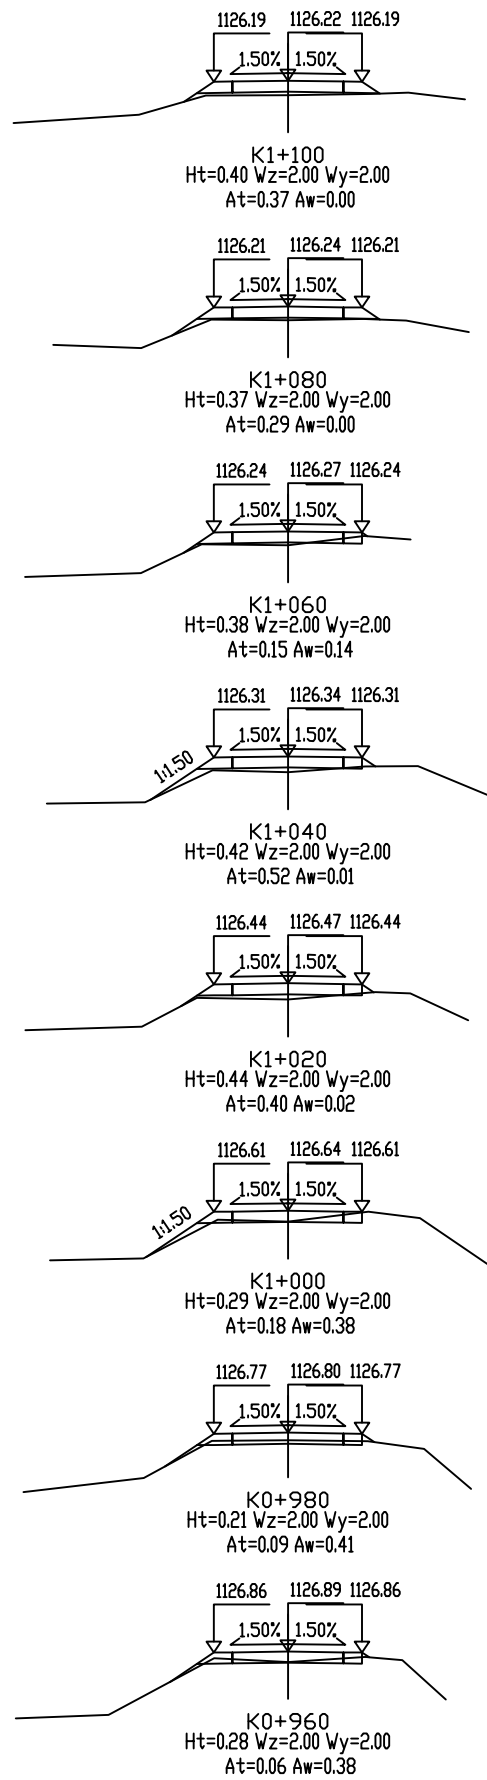 1126.19 1126.22 1126.19
1.50%
K1+100
Ht=0.40 Wz=2.00 Wy=2.00
At=0.37 Aw=0.00
1126.21 1126.24 1126.21
1.50% 1.50%
K1+080
Ht=0.37 Wz=2.00 Wy=2.00
At=0.29 Aw=0.00
1126.24 1126.27 1126.24
1.50% 1.50%
K1+060
Ht=0.38 Wz=2.00 Wy=2.00
At=0.15 Aw=0.14
1126.31 1126.34 1126.31
1.50% 1.50%
1:1.50
K1+040
Ht=0.42 Wz=2.00 Wy=2.00
At=0.52 Aw=0.01
1126.44 1126.47 1126.44
1.50% 1.50%
K1+020
Ht=0.44 Wz=2.00 Wy=2.00
At=0.40 Aw=0.02
1126.61 1126.64 1126.61
1.50% 1.50%
1:1.50
K1+000
Ht=0.29 Wz=2.00 Wy=2.00
At=0.18 Aw=0.38
1126.77 1126.80 1126.77
1.50% 1.50%
K0+980
Ht=0.21 Wz=2.00 Wy=2.00
At=0.09 Aw=0.41
1126.86 1126.89 1126.86
1.50% 1.50%
K0+960
Ht=0.28 Wz=2.00 Wy=2.00
At=0.06 Aw=0.38